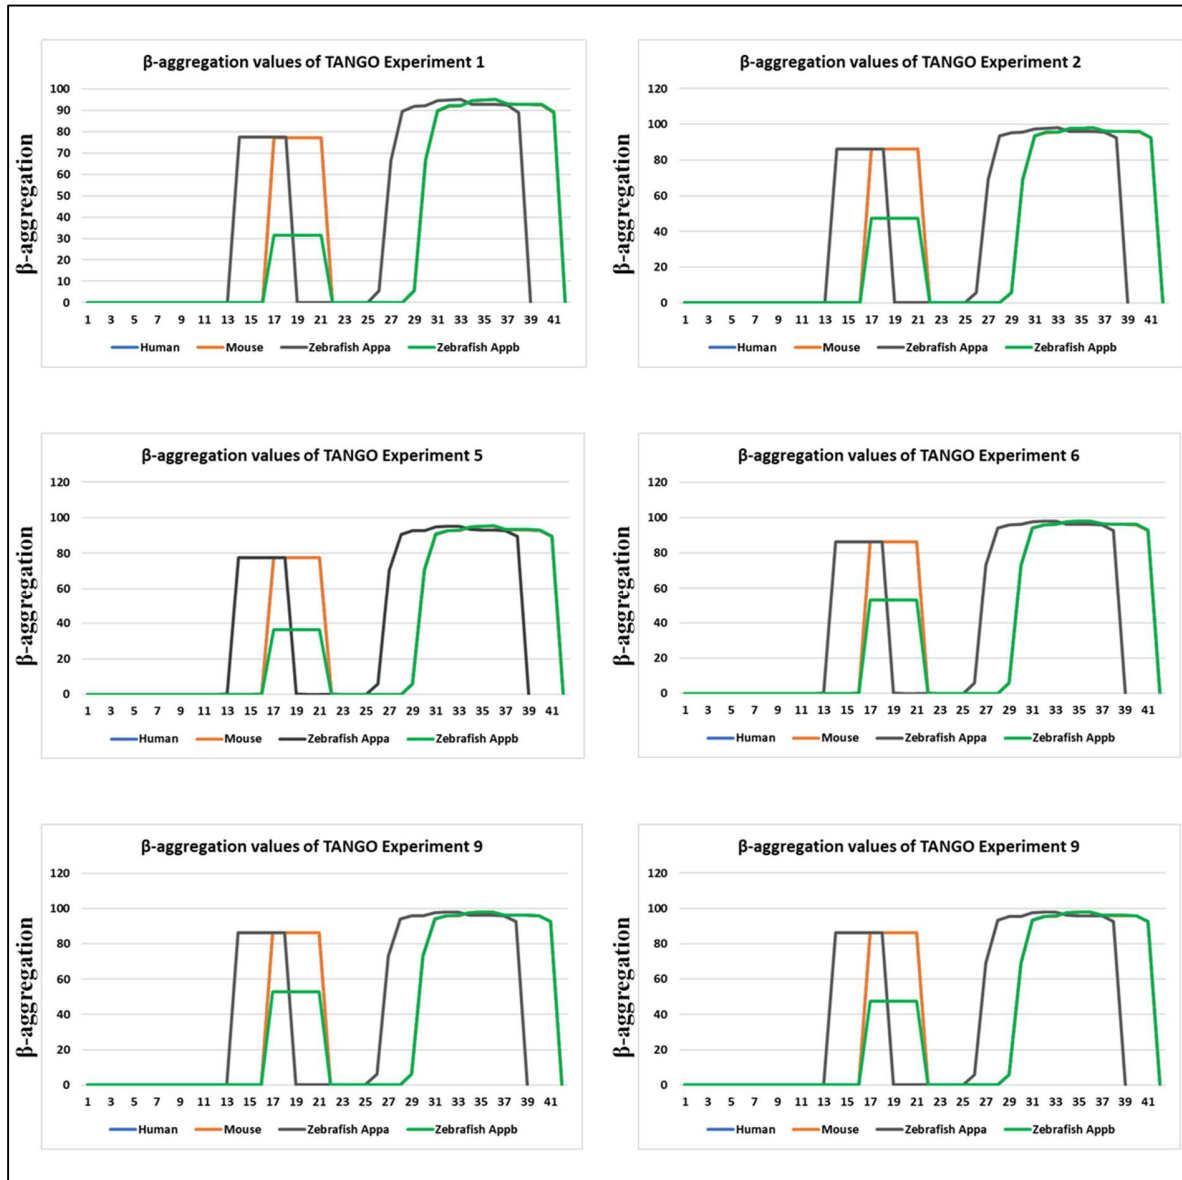 β-aggregation values of TANGO Experiment 1
β-aggregation
100
90
80
70
60
50
40
30
20
10
0
1 3 5 7 9 11 13 15 17 19 21 23 25 27 29 31 33 35 37 39 41
Human Mouse Zebrafish Appa Zebrafish Appb
β-aggregation values of TANGO Experiment 2
β-aggregation
120
100
80
60
40
20
0
1 3 5 7 9 11 13 15 17 19 21 23 25 27 29 31 33 35 37 39 41
Human Mouse Zebrafish Appa Zebrafish Appb
β-aggregation values of TANGO Experiment 5
β-aggregation
120
100
80
60
40
20
0
1 3 5 7 9 11 13 15 17 19 21 23 25 27 29 31 33 35 37 39 41
Human Mouse Zebrafish Appa Zebrafish Appb
β-aggregation values of TANGO Experiment 6
β-aggregation
120
100
80
60
40
20
0
1 3 5 7 9 11 13 15 17 19 21 23 25 27 29 31 33 35 37 39 41
Human Mouse Zebrafish Appa Zebrafish Appb
β-aggregation values of TANGO Experiment 9
β-aggregation
120
100
80
60
40
20
0
1 3 5 7 9 11 13 15 17 19 21 23 25 27 29 31 33 35 37 39 41
Human Mouse Zebrafish Appa Zebrafish Appb
β-aggregation values of TANGO Experiment 9
β-aggregation
120
100
80
60
40
20
0
1 3 5 7 9 11 13 15 17 19 21 23 25 27 29 31 33 35 37 39 41
Human Mouse Zebrafish Appa Zebrafish Appb